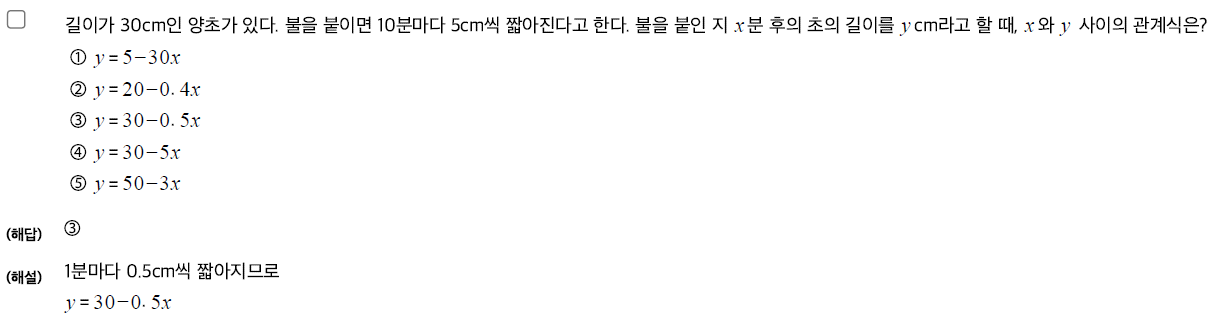 길이가 30cm인 양초가 있다. 불을 붙이면 10분마다 5cm씩 짧아진다고 한다. 불을 붙인 지 x분 후의 초의 길이를 y cm라고 할 때, x와 y 사이의 관계식은?
① y=5-30x
② y=20-0.4x
③ y=30-0.5x
④ y=30-5x
⑤ y=50-3x
(해답) ③
(해설) 1분마다 0.5cm씩 짧아지므로
y=30-0.5x